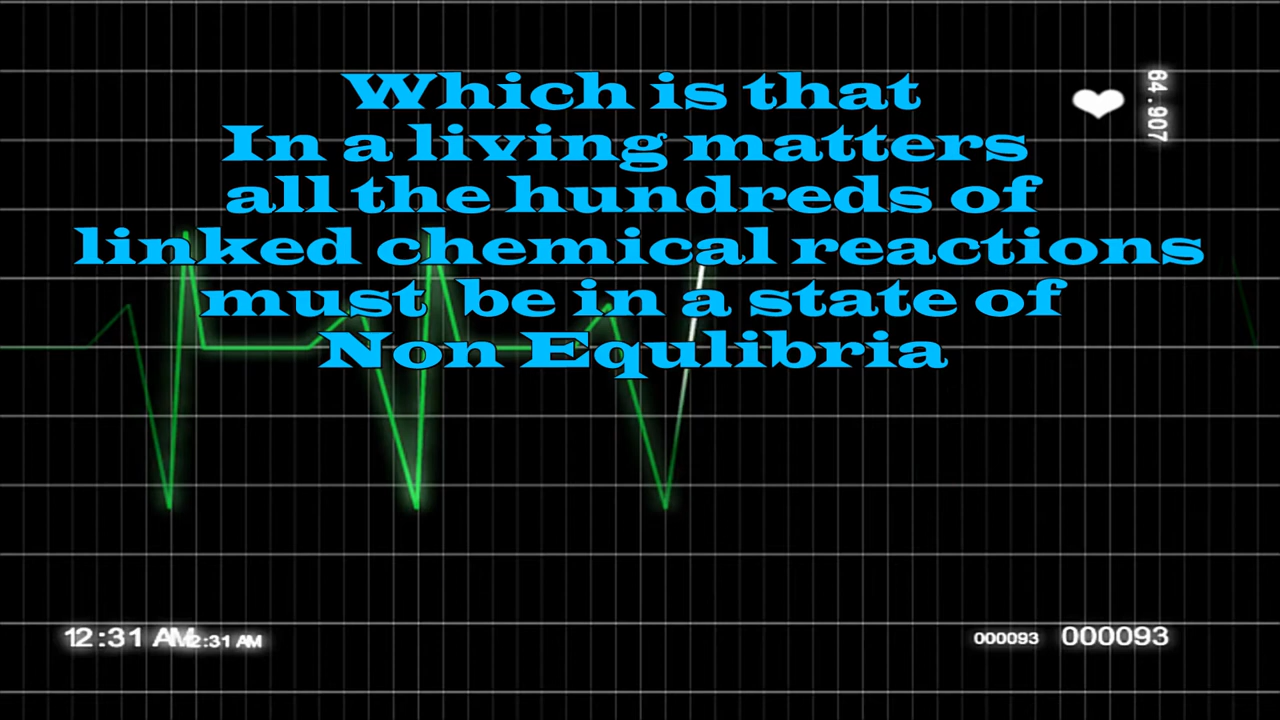 Which is that
In a living matters
all the hundreds of
linked chemical reactions
must be in a state of
Non Equlibria
64.907
12:31 AM
2:31 AM
000093
000093